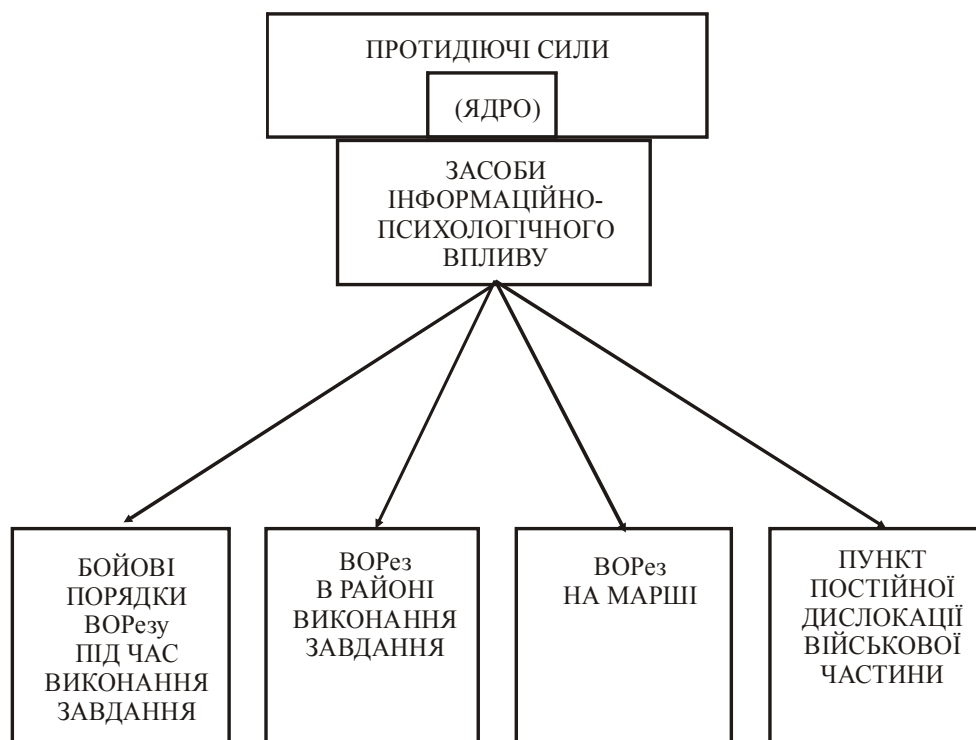 ПРОТИДІЮЧІ СИЛИ
(ЯДРО)
ЗАСОБИ
ІНФОРМАЦІЙНО-
ПСИХОЛОГІЧНОГО
ВПЛИВУ
БОЙОВІ
ПОРЯДКИ
ВОРезу
ПІД ЧАС
ВИКОНАННЯ
ЗАВДАННЯ
ВОРез
В РАЙОНІ
ВИКОНАННЯ
ЗАВДАННЯ
ВОРез
НА МАРШІ
ПУНКТ
ПОСТІЙНОЇ
ДИСЛОКАЦІЇ
ВІЙСЬКОВОЇ
ЧАСТИНИ